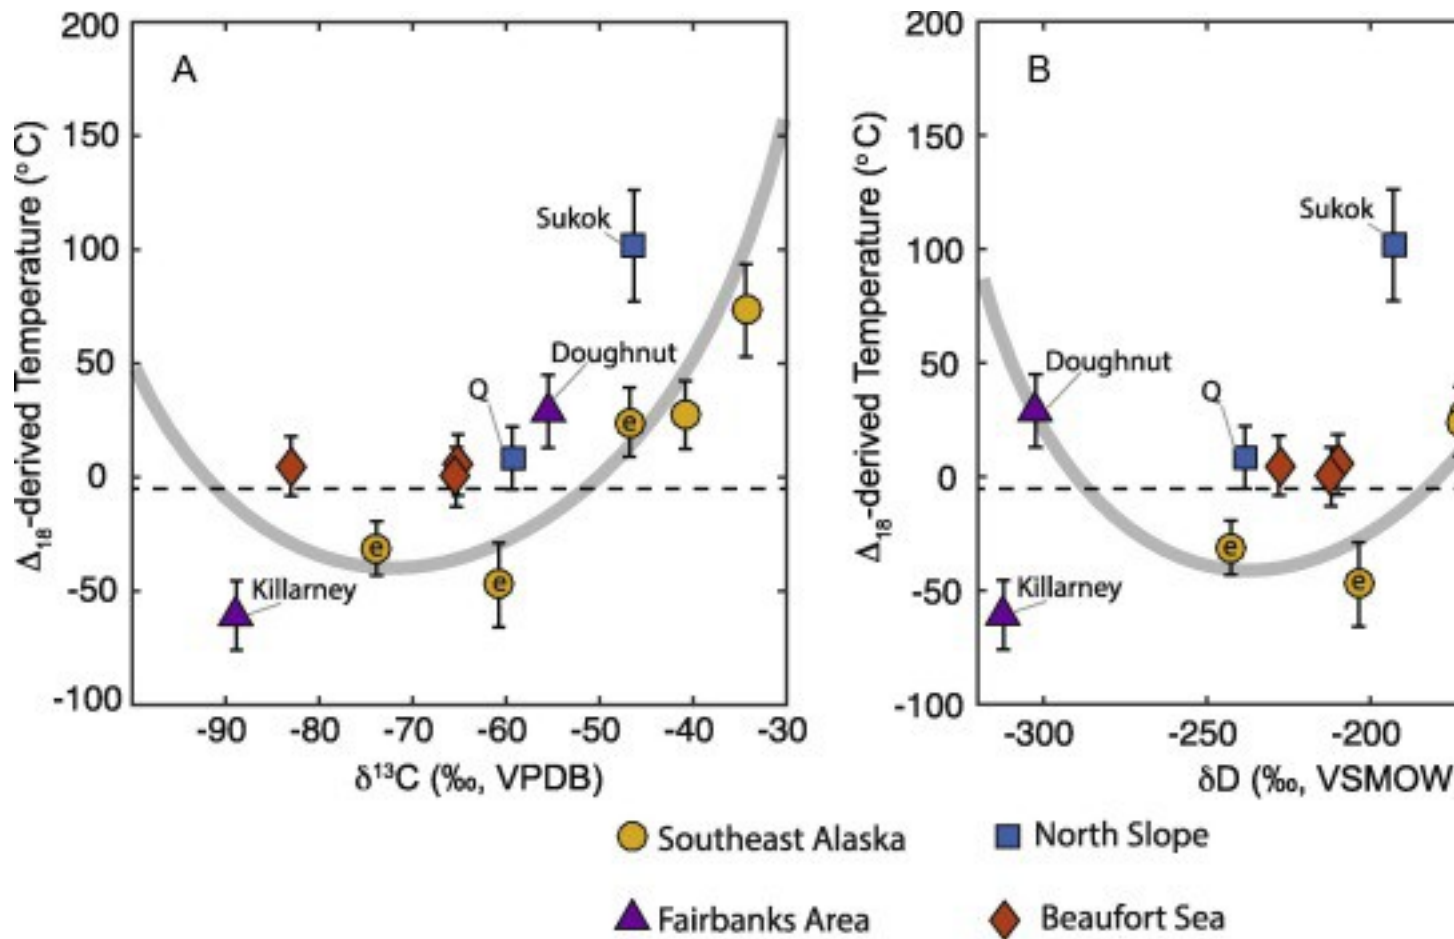 A
Δ18-derived Temperature (°C)
200
150
100
50
0
-50
-100
Sukok
Doughnut
Q
e
e
e
Killarney
-90 -80 -70 -60 -50 -40 -30
δ¹³C (‰, VPDB)
B
Δ18-derived Temperature (°C)
200
150
100
50
0
-50
-100
Sukok
Doughnut
Q
e
e
e
Killarney
-300 -250 -200
δD (‰, VSMOW
Southeast Alaska
North Slope
Fairbanks Area
Beaufort Sea